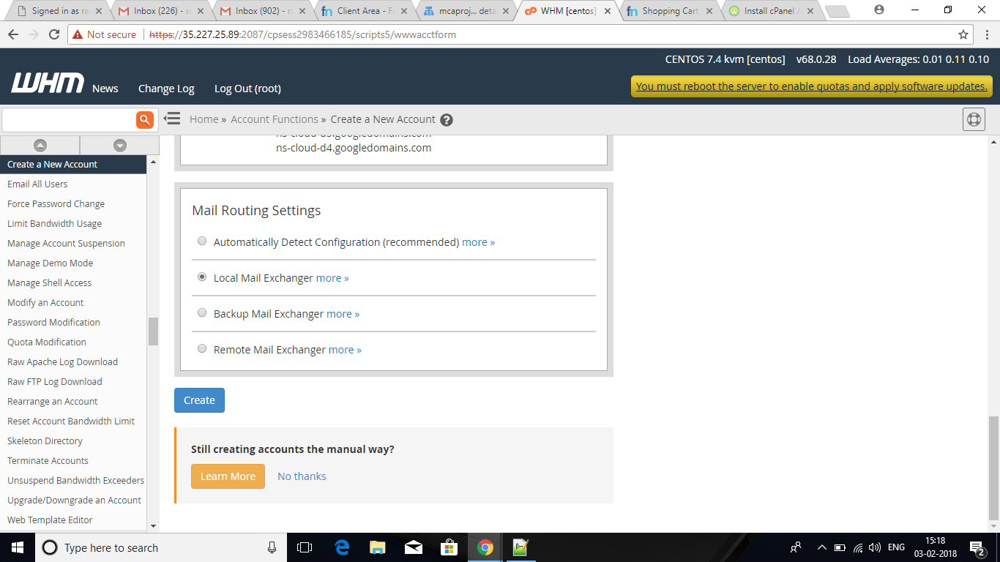 Signed in as ra
Inbox (226) - r
Inbox (902) - r
Client Area - F
mcaproj... deta
WHM [centos]
Shopping Cart
Install cPanel /
Not secure https://35.227.25.89:2087/cpsess2983466185/scripts5/wwwacctform
CENTOS 7.4 kvm [centos] v68.0.28 Load Averages: 0.01 0.11 0.10
WHM News Change Log Log Out (root)
You must reboot the server to enable quotas and apply software updates.
Home » Account Functions » Create a New Account
ns-cloud-d3.googledomains.com
ns-cloud-d4.googledomains.com
Create a New Account
Email All Users
Force Password Change
Limit Bandwidth Usage
Manage Account Suspension
Manage Demo Mode
Manage Shell Access
Modify an Account
Password Modification
Quota Modification
Raw Apache Log Download
Raw FTP Log Download
Rearrange an Account
Reset Account Bandwidth Limit
Skeleton Directory
Terminate Accounts
Unsuspend Bandwidth Exceeders
Upgrade/Downgrade an Account
Web Template Editor
Mail Routing Settings
Automatically Detect Configuration (recommended) more »
Local Mail Exchanger more »
Backup Mail Exchanger more »
Remote Mail Exchanger more »
Create
Still creating accounts the manual way?
Learn More No thanks
Type here to search
ENG
15:18
03-02-2018
2